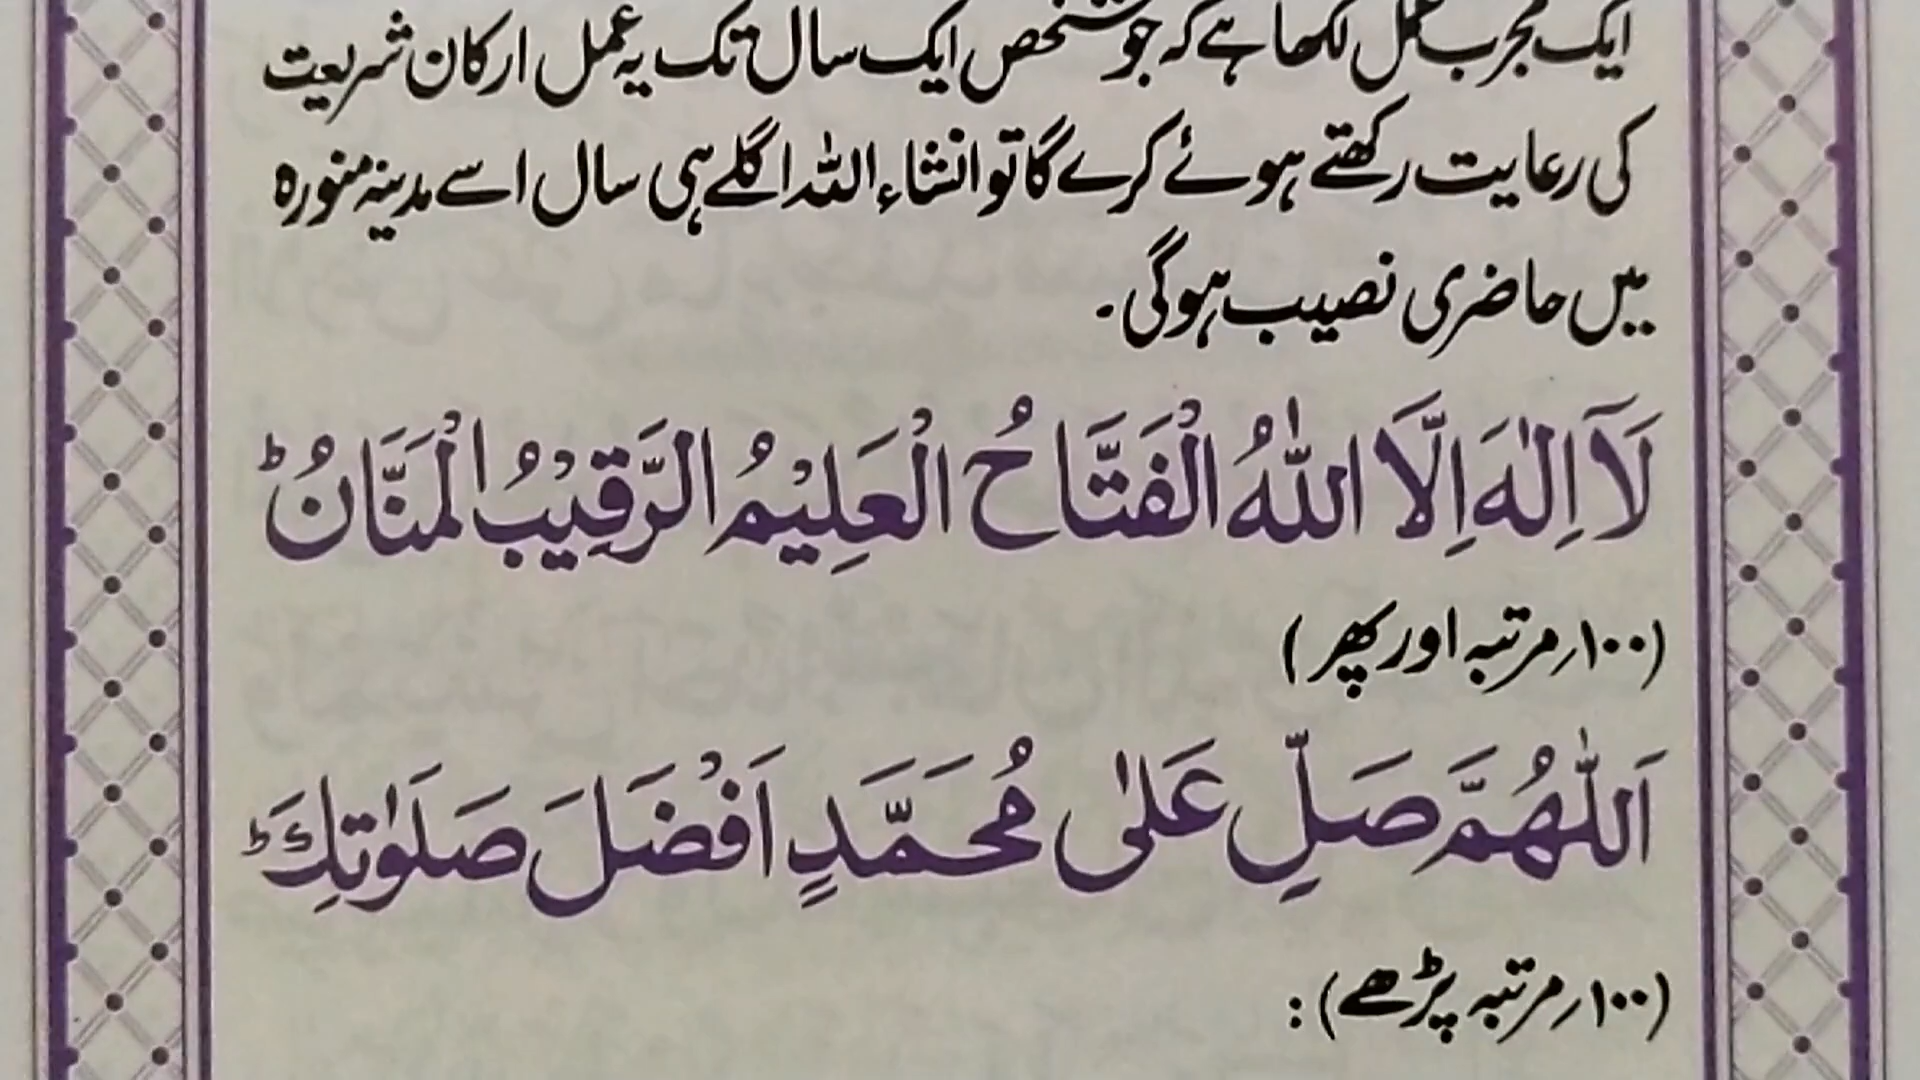 ایک مجرب عمل لکھا ہے کہ جو شخص ایک سال تک یہ عمل ارکان شریعت
کی رعایت رکھتے ہوئے کرے گا تو انشاء اللہ اگلے ہی سال اسے مدینہ منورہ
میں حاضری نصیب ہوگی۔
لَآ اِلٰهَ اِلَّا اللّٰهُ الْفَتَّاحُ الْعَلِيْمُ الرَّقِيْبُ الْمَنَّانُ ؕ
(۱۰۰؍مرتبہ اور پھر)
اَللّٰهُمَّ صَلِّ عَلٰى مُحَمَّدٍ اَفْضَلَ صَلَوٰتِكَ ؕ
(۱۰۰؍مرتبہ پڑھے):